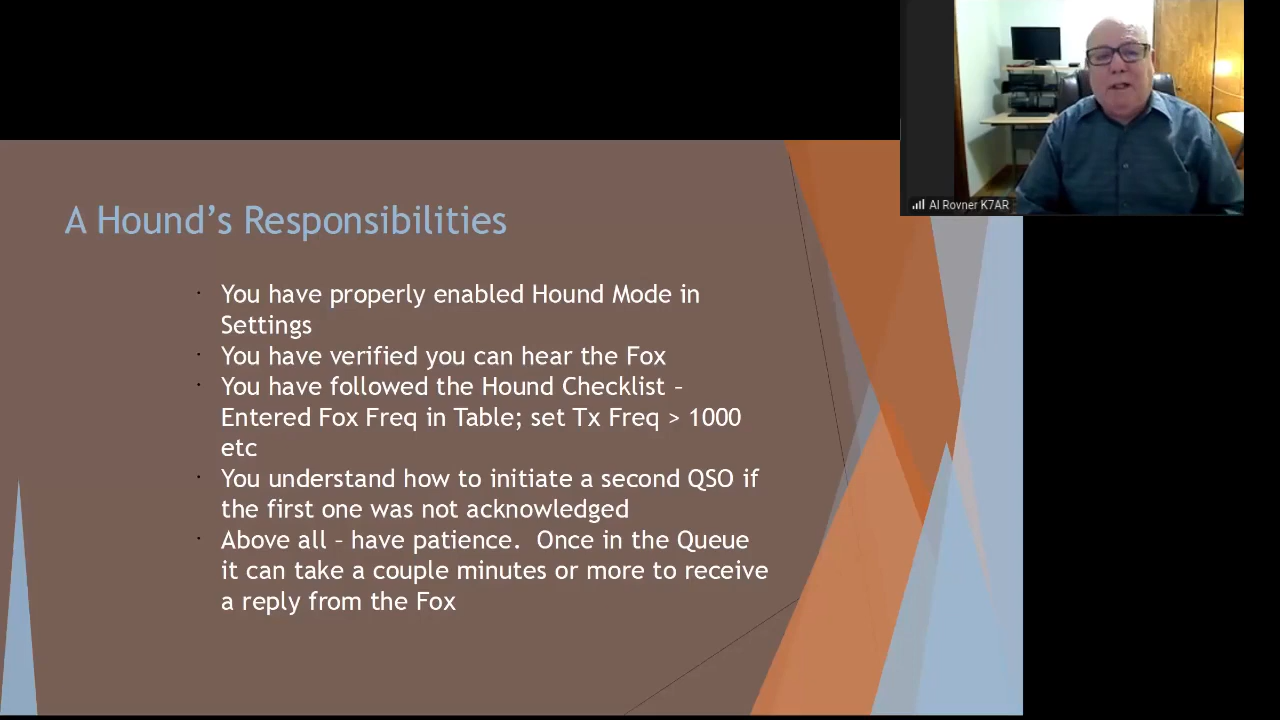 Al Rovner K7AR
A Hound’s Responsibilities
You have properly enabled Hound Mode in
Settings
You have verified you can hear the Fox
You have followed the Hound Checklist –
Entered Fox Freq in Table; set Tx Freq > 1000
etc
You understand how to initiate a second QSO if
the first one was not acknowledged
Above all – have patience.  Once in the Queue
it can take a couple minutes or more to receive
a reply from the Fox